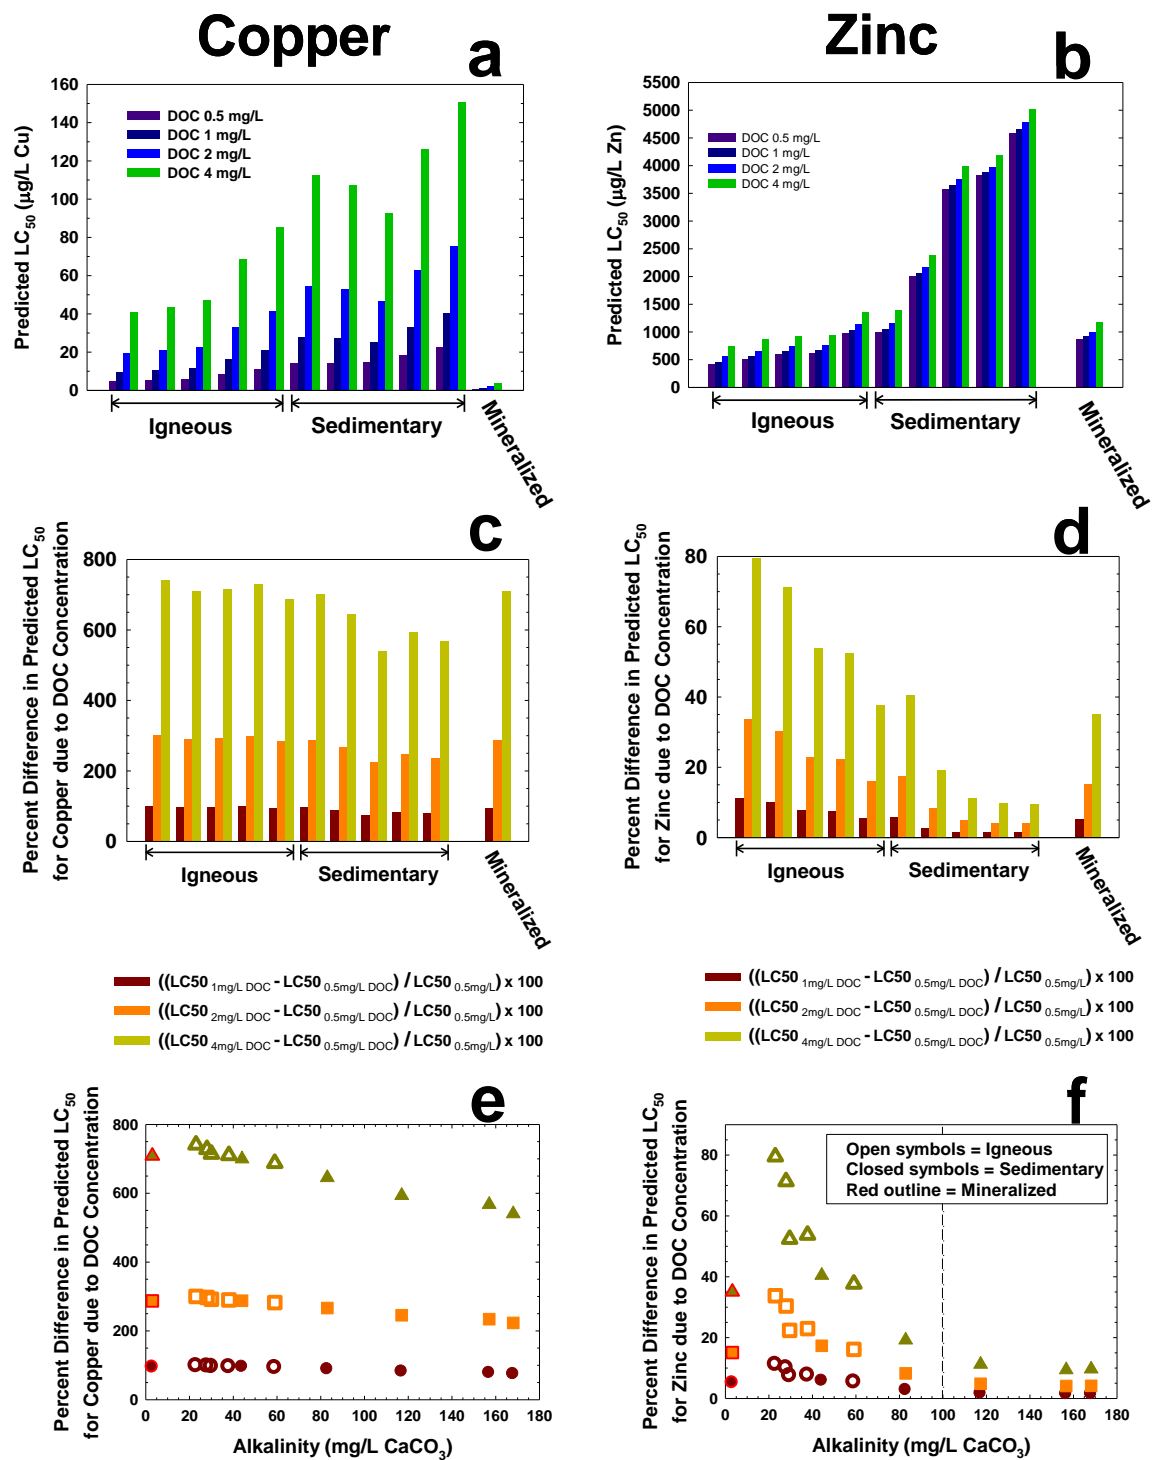 Copper
Zinc
a
Predicted LC50 (µg/L Cu)
160
140
120
100
80
60
40
20
0
DOC 0.5 mg/L
DOC 1 mg/L
DOC 2 mg/L
DOC 4 mg/L
Igneous
Sedimentary
Mineralized
b
Predicted LC50 (µg/L Zn)
5500
5000
4500
4000
3500
3000
2500
2000
1500
1000
500
0
DOC 0.5 mg/L
DOC 1 mg/L
DOC 2 mg/L
DOC 4 mg/L
Igneous
Sedimentary
Mineralized
c
Percent Difference in Predicted LC50
for Copper due to DOC Concentration
800
600
400
200
0
Igneous
Sedimentary
Mineralized
d
Percent Difference in Predicted LC50
for Zinc due to DOC Concentration
80
60
40
20
0
Igneous
Sedimentary
Mineralized
((LC50 1mg/L DOC - LC50 0.5mg/L DOC) / LC50 0.5mg/L) x 100
((LC50 2mg/L DOC - LC50 0.5mg/L DOC) / LC50 0.5mg/L) x 100
((LC50 4mg/L DOC - LC50 0.5mg/L DOC) / LC50 0.5mg/L) x 100
((LC50 1mg/L DOC - LC50 0.5mg/L DOC) / LC50 0.5mg/L) x 100
((LC50 2mg/L DOC - LC50 0.5mg/L DOC) / LC50 0.5mg/L) x 100
((LC50 4mg/L DOC - LC50 0.5mg/L DOC) / LC50 0.5mg/L) x 100
e
Percent Difference in Predicted LC50
for Copper due to DOC Concentration
800
600
400
200
0
0 20 40 60 80 100 120 140 160 180
Alkalinity (mg/L CaCO3)
f
Percent Difference in Predicted LC50
for Zinc due to DOC Concentration
80
60
40
20
0
Open symbols = Igneous
Closed symbols = Sedimentary
Red outline = Mineralized
0 20 40 60 80 100 120 140 160 180
Alkalinity (mg/L CaCO3)